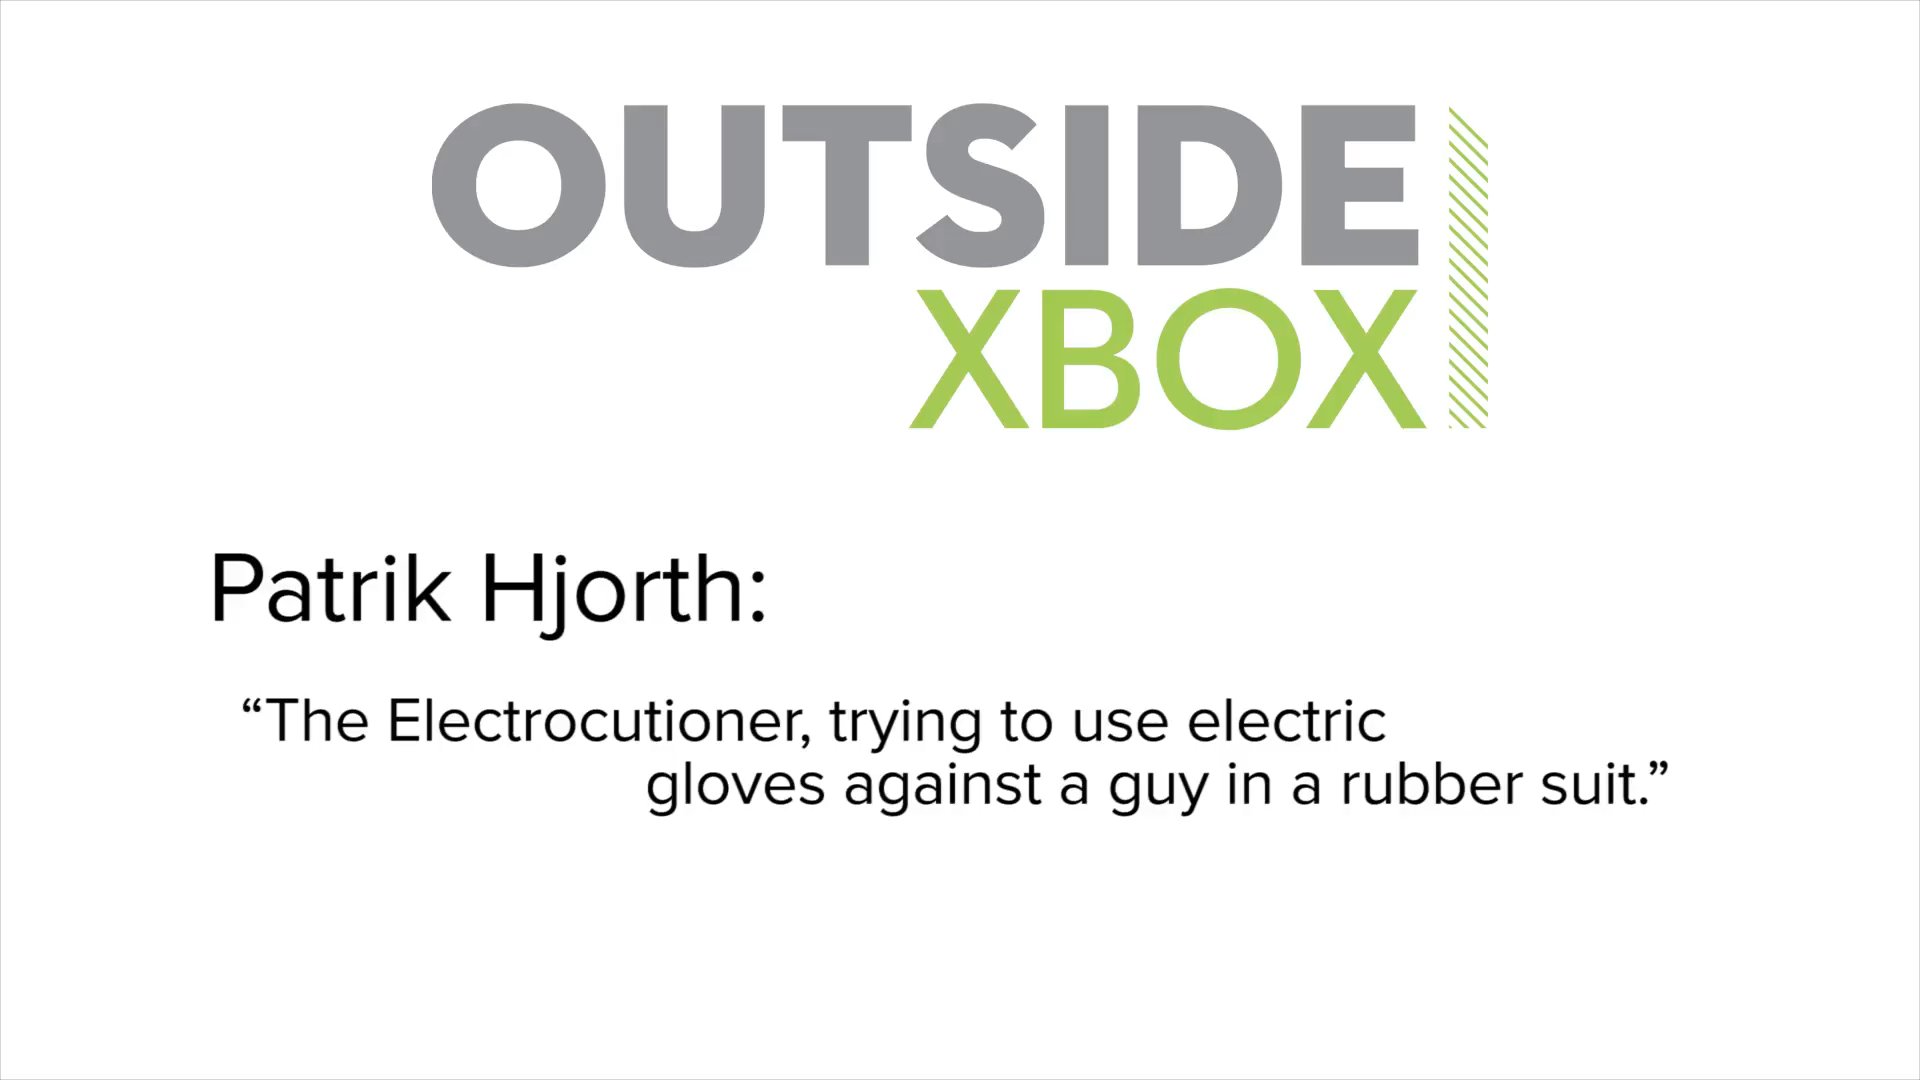 OUTSIDE
XBOX
Patrik Hjorth:
“The Electrocutioner, trying to use electric
gloves against a guy in a rubber suit.”